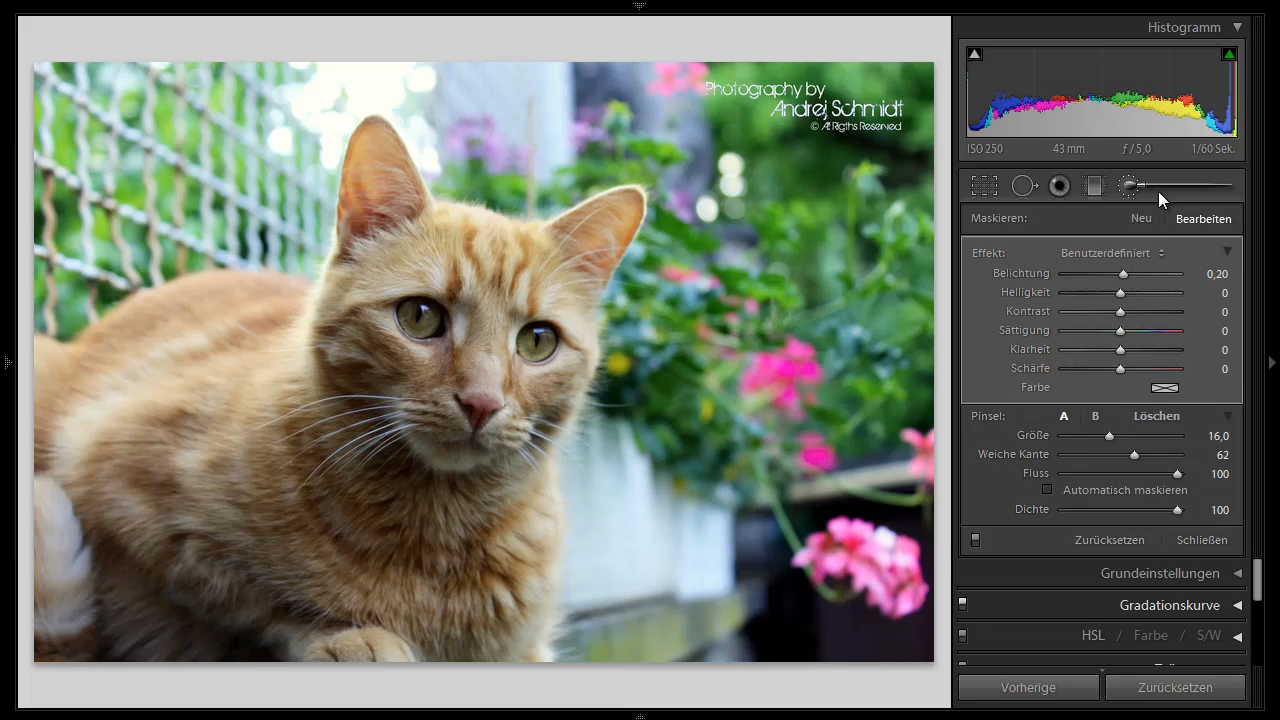 Photography by
Andrej Schmidt
© All Rigths Reserved
Histogramm
ISO 250 43 mm ƒ / 5,0 1/60 Sek.
Maskieren: Neu Bearbeiten
Effekt: Benutzerdefiniert
Belichtung 0,20
Helligkeit 0
Kontrast 0
Sättigung 0
Klarheit 0
Schärfe 0
Farbe
Pinsel: A B Löschen
Größe 16,0
Weiche Kante 62
Fluss 100
Automatisch maskieren
Dichte 100
Zurücksetzen Schließen
Grundeinstellungen
Gradationskurve
HSL / Farbe / S/W
Vorherige Zurücksetzen